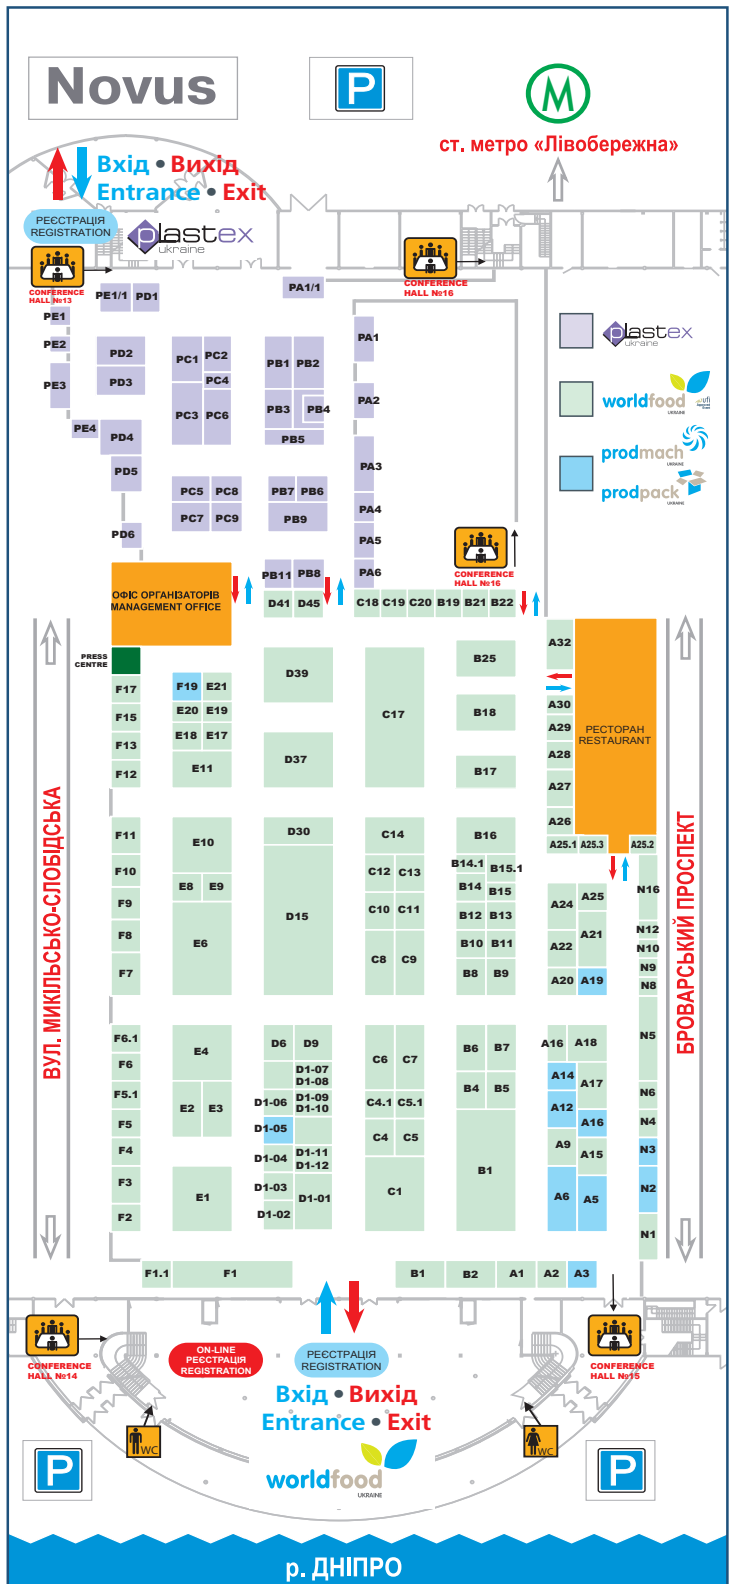 Novus
P
M
ст. метро «Лівобережна»
Вхід • Вихід
Entrance • Exit
РЕЄСТРАЦІЯ
REGISTRATION
plastex
ukraine
CONFERENCE
HALL №13
CONFERENCE
HALL №16
PE1/1
PD1
PA1/1
PE1
PE2
PE3
PE4
PD2
PD3
PD4
PD5
PD6
PC1
PC2
PC4
PC3
PC6
PC5
PC8
PC7
PC9
PB1
PB2
PB3
PB4
PB5
PB7
PB6
PB9
PB11
PB8
PA1
PA2
PA3
PA4
PA5
PA6
plastex
ukraine
worldfood
UKRAINE
ufi
prodmach
UKRAINE
prodpack
UKRAINE
CONFERENCE
HALL №16
ОФІС ОРГАНІЗАТОРІВ
MANAGEMENT OFFICE
D41
D45
C18
C19
C20
B19
B21
B22
PRESS
CENTRE
F17
F15
F13
F12
F11
F10
F9
F8
F7
F6.1
F6
F5.1
F5
F4
F3
F2
F1.1
F1
F19
E21
E20
E19
E18
E17
E11
E10
E8
E9
E6
E4
E2
E3
E1
D39
D37
D30
D15
D6
D9
D1-07
D1-08
D1-06
D1-09
D1-10
D1-05
D1-04
D1-11
D1-12
D1-03
D1-01
D1-02
C17
C14
C12
C13
C10
C11
C8
C9
C6
C7
C4.1
C5.1
C4
C5
C1
B25
B18
B17
B16
B14.1
B15.1
B14
B15
B12
B13
B10
B11
B8
B9
B6
B7
B4
B5
B1
B1
B2
A1
A2
A3
A32
A30
A29
A28
A27
A26
A25.1
A25.3
A25.2
РЕСТОРАН
RESTAURANT
A24
A25
A22
A21
A20
A19
A16
A18
A14
A17
A12
A16
A9
A15
A6
A5
N16
N12
N10
N9
N8
N5
N6
N4
N3
N2
N1
ВУЛ. МИКІЛЬСЬКО-СЛОБІДСЬКА
БРОВАРСЬКИЙ ПРОСПЕКТ
CONFERENCE
HALL №14
ON-LINE
РЕЄСТРАЦІЯ
REGISTRATION
РЕЄСТРАЦІЯ
REGISTRATION
CONFERENCE
HALL №15
Вхід • Вихід
Entrance • Exit
WC
WC
P
P
worldfood
UKRAINE
р. ДНІПРО